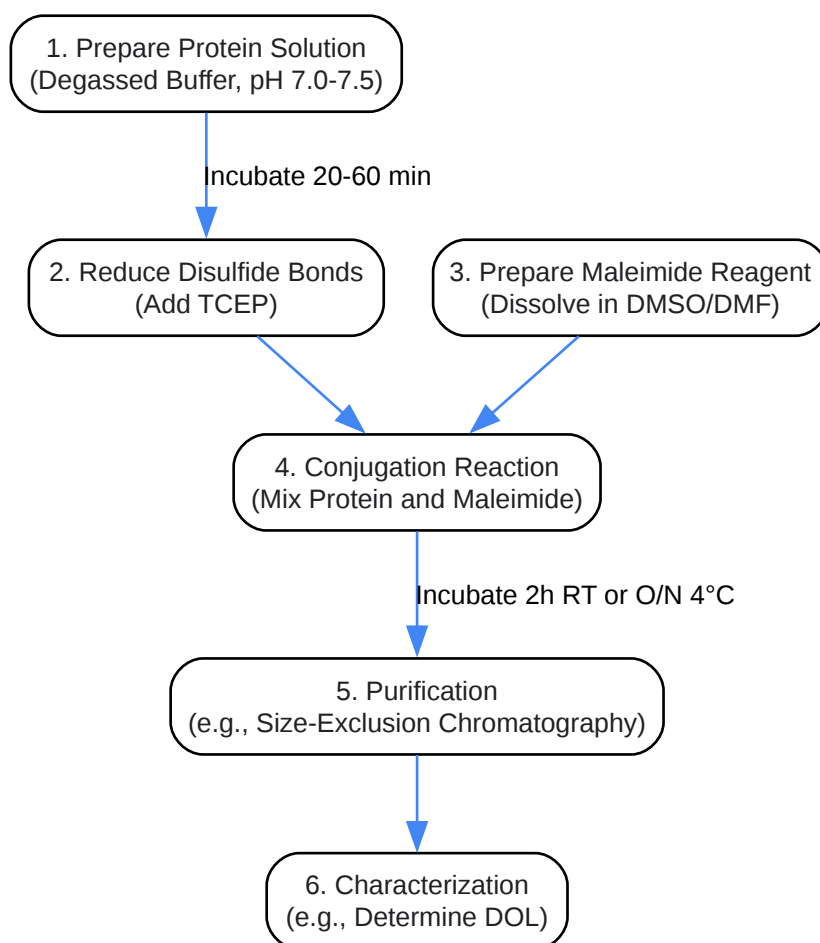 1. Prepare Protein Solution
(Degassed Buffer, pH 7.0-7.5)
Incubate 20-60 min
2. Reduce Disulfide Bonds
(Add TCEP)
3. Prepare Maleimide Reagent
(Dissolve in DMSO/DMF)
4. Conjugation Reaction
(Mix Protein and Maleimide)
Incubate 2h RT or O/N 4°C
5. Purification
(e.g., Size-Exclusion Chromatography)
6. Characterization
(e.g., Determine DOL)